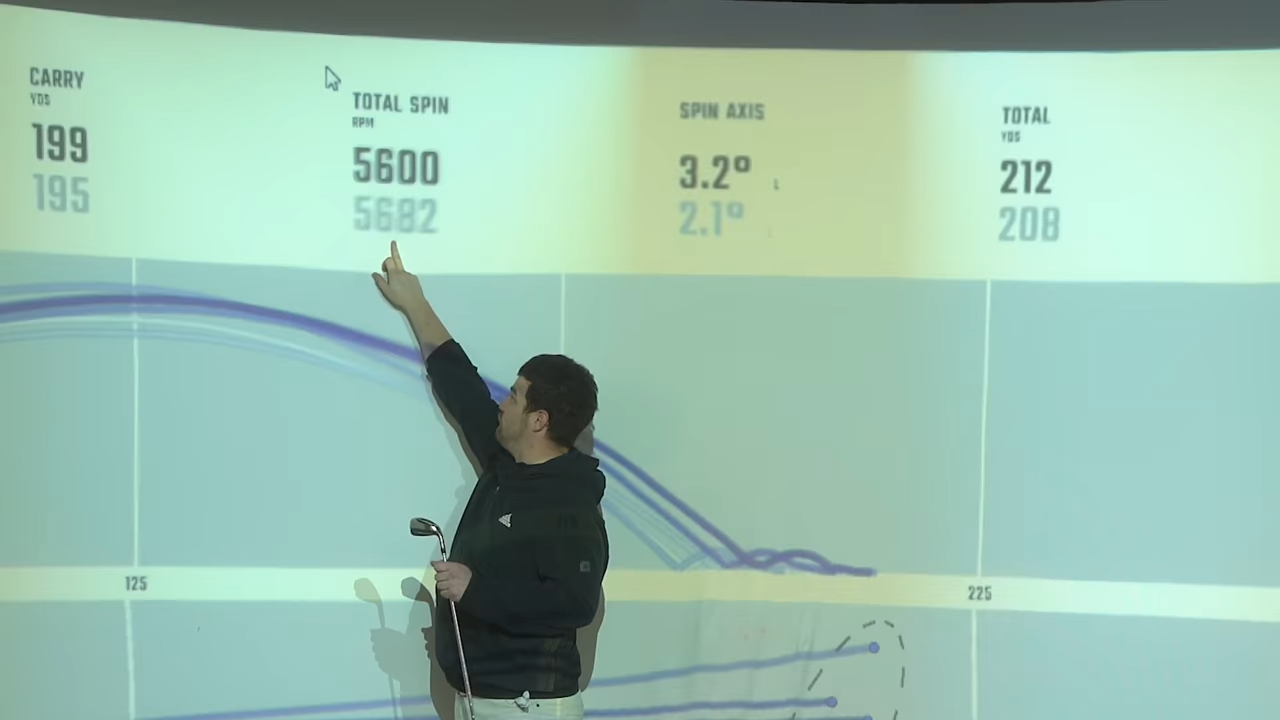 CARRY
YDS
199
195
TOTAL SPIN
RPM
5600
5682
SPIN AXIS
3.2° L
2.1° L
TOTAL
YDS
212
208
125
225